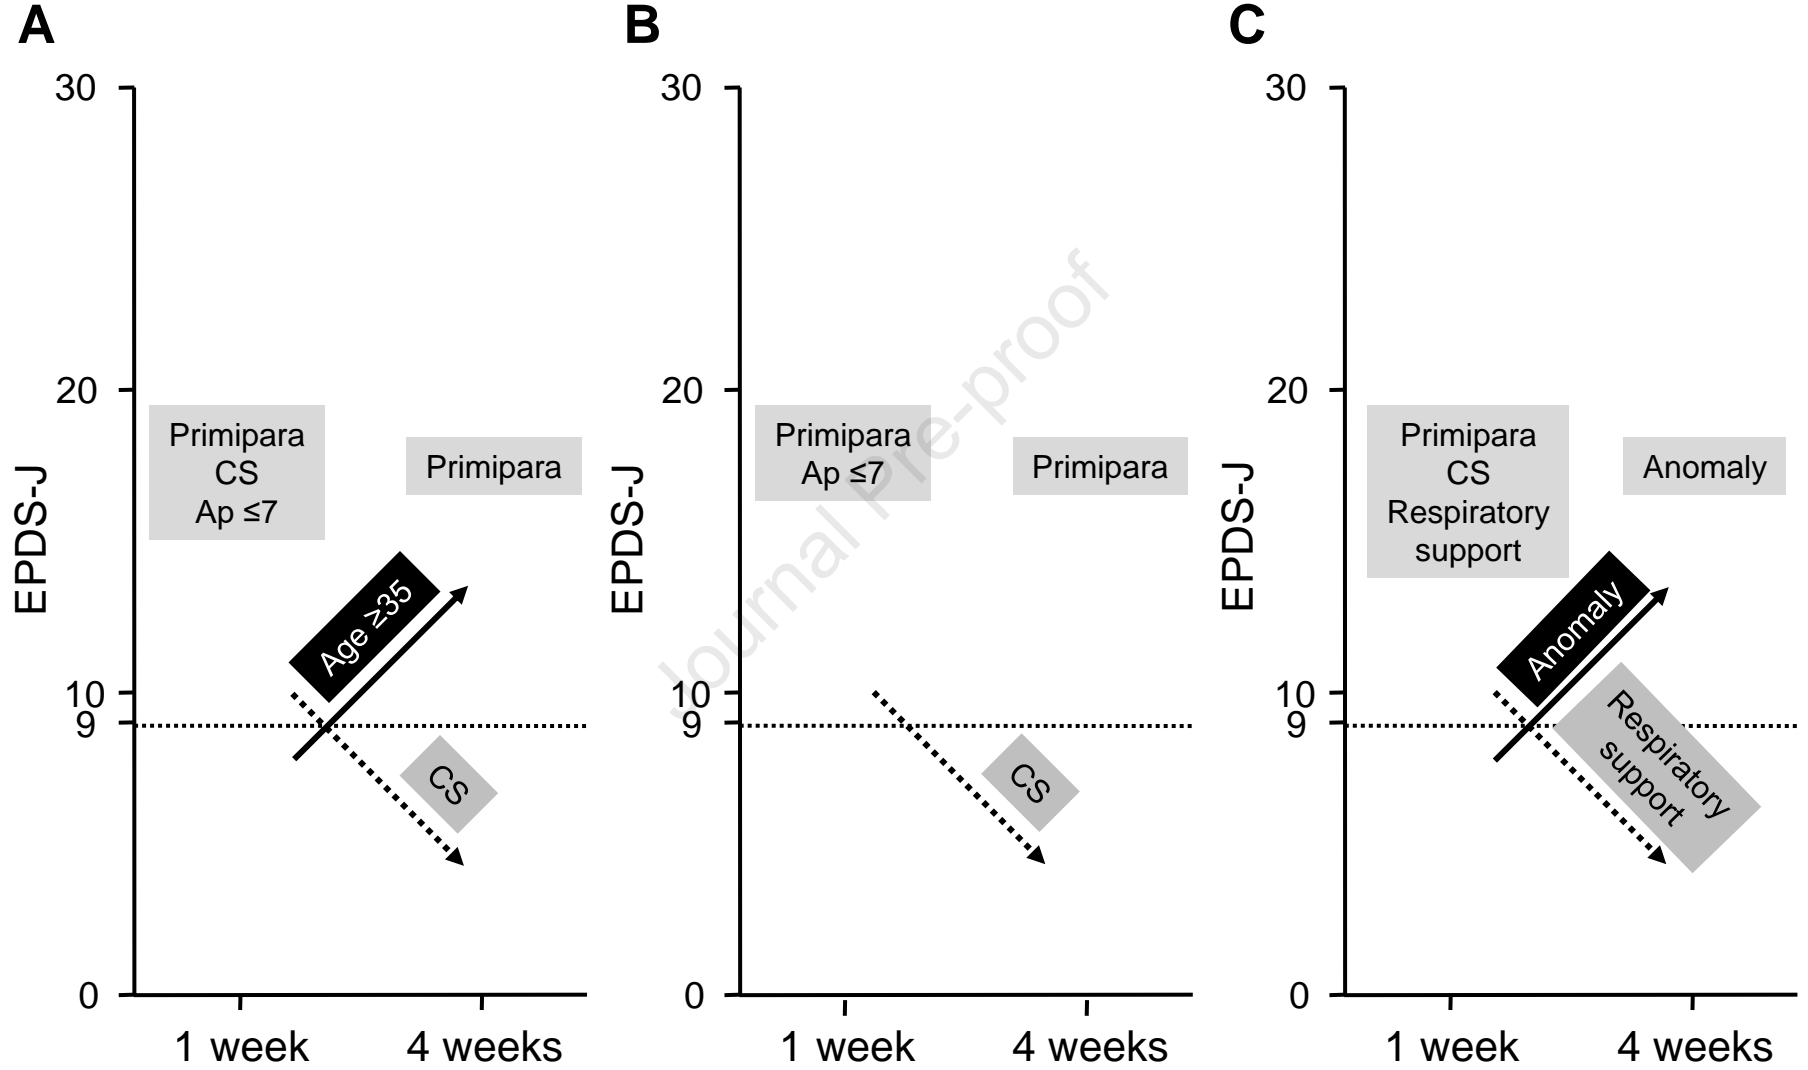 A
30
20
10
9
0
EPDS-J
Primipara
CS
Ap ≤7
Primipara
Age ≥35
CS
1 week
4 weeks
B
30
20
10
9
0
EPDS-J
Primipara
Ap ≤7
Primipara
CS
1 week
4 weeks
C
30
20
10
9
0
EPDS-J
Primipara
CS
Respiratory
support
Anomaly
Anomaly
Respiratory
support
1 week
4 weeks
Journal Pre-proof